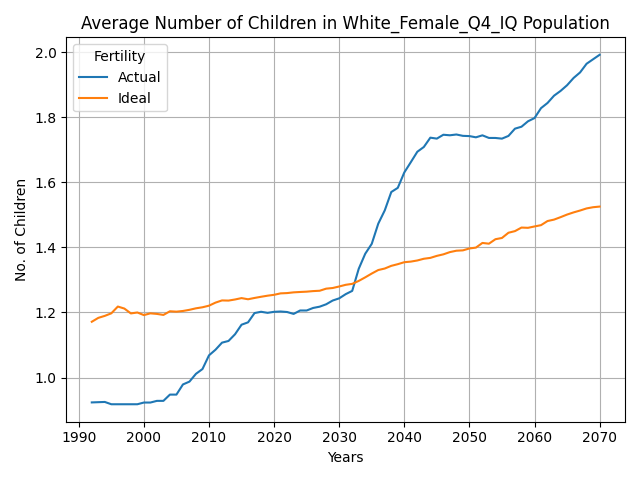 Average Number of Children in White_Female_Q4_IQ Population
Fertility
Actual
Ideal
No. of Children
2.0
1.8
1.6
1.4
1.2
1.0
1990 2000 2010 2020 2030 2040 2050 2060 2070
Years